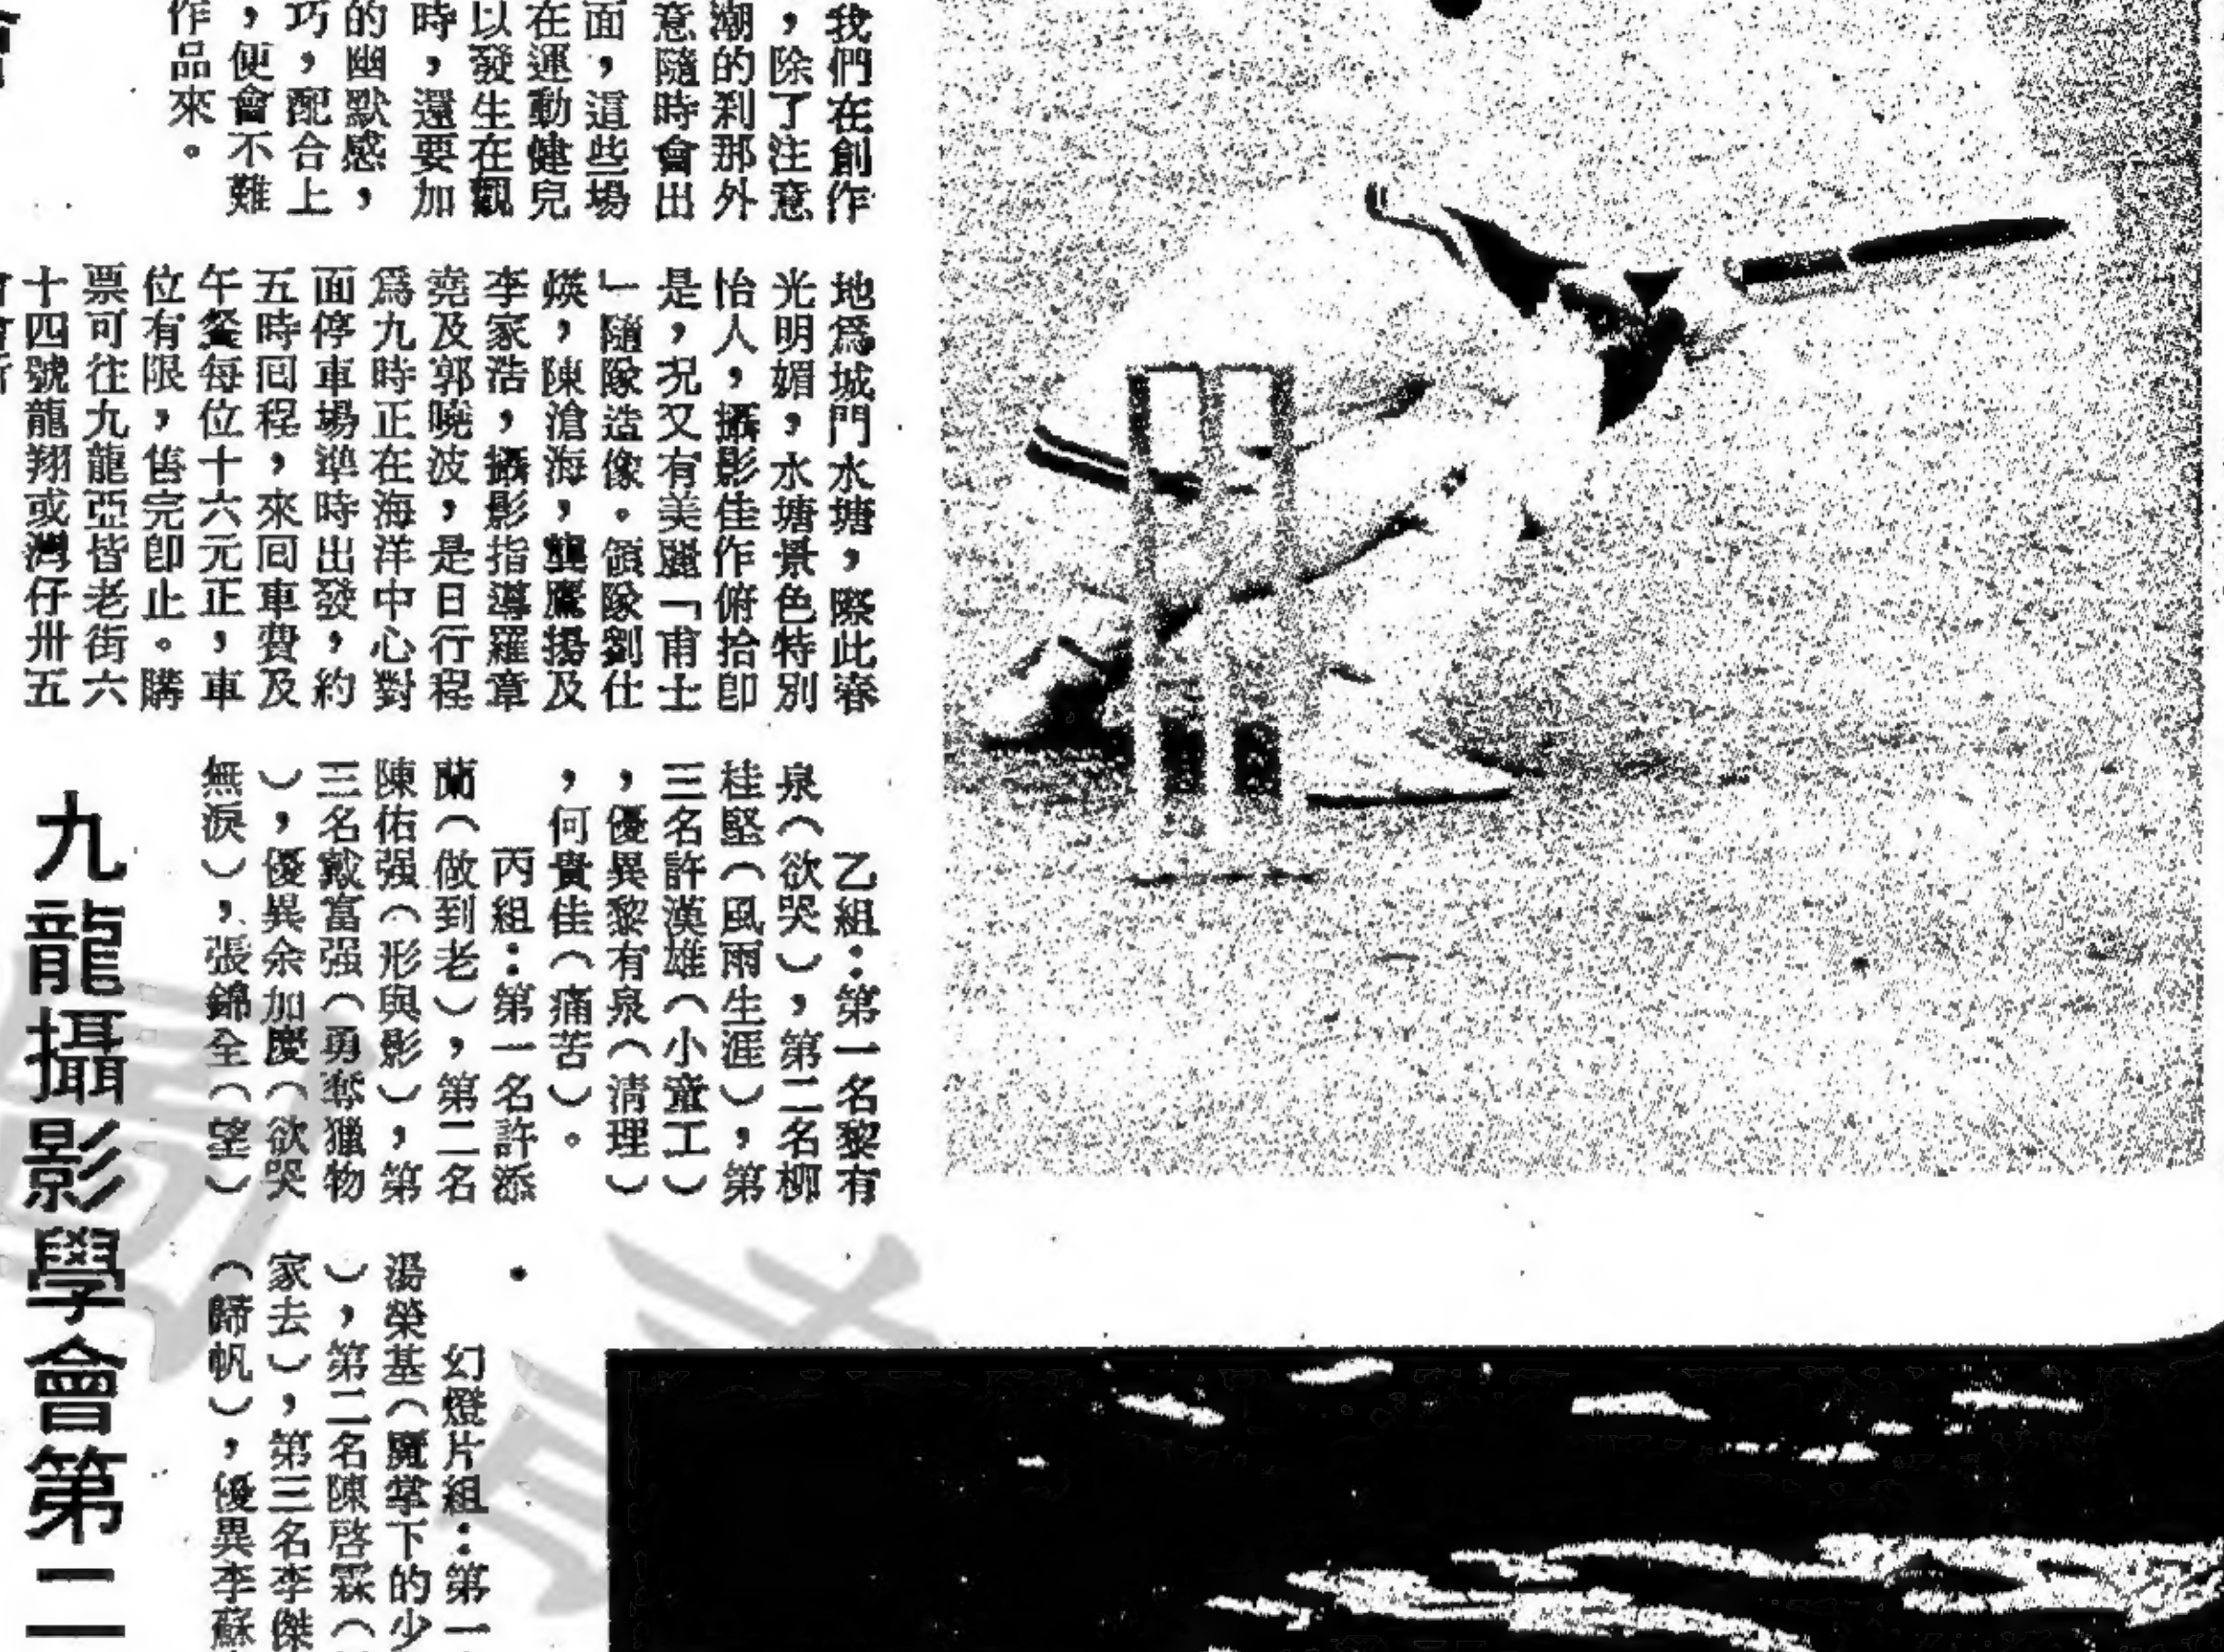 我們在創作
，除了注意
潮的刹那外
意隨時會出
面，這些場
在運動健兒
以發生在觀
時，還要加
的幽默感，
巧，配合上
，便會不難
作品來。
地爲城門水塘，際此春
光明媚，水塘景色特別
怡人，攝影佳作俯拾卽
是，况又有美麗「甫士
」隨隊造像。領隊劉仕
煐，陳滄海，龔鷹揚及
李家浩，攝影指導羅章
堯及郭曉波，是日行程
爲九時正在海洋中心對
面停車場準時出發，約
五時囘程，來囘車費及
午餐每位十六元正，車
位有限，售完卽止。購
票可往九龍亞皆老街六
十四號龍翔或灣仔卅五
乙組：第一名黎有
泉（欲哭），第二名柳
桂堅（風雨生涯），第
三名許漢雄（小童工）
，優異黎有泉（清理）
，何貴佳（痛苦）。
丙組：第一名許添
蘭（做到老），第二名
陳佑强（形與影），第
三名戴富强（勇奪獵物
），優異余加慶（欲哭
無淚），張錦全（望）
幻燈片組：第一
湯榮基（魔掌下的少
），第二名陳啓霖（
家去），第三名李傑
（歸帆），優異李蘇
九龍攝影學會第二